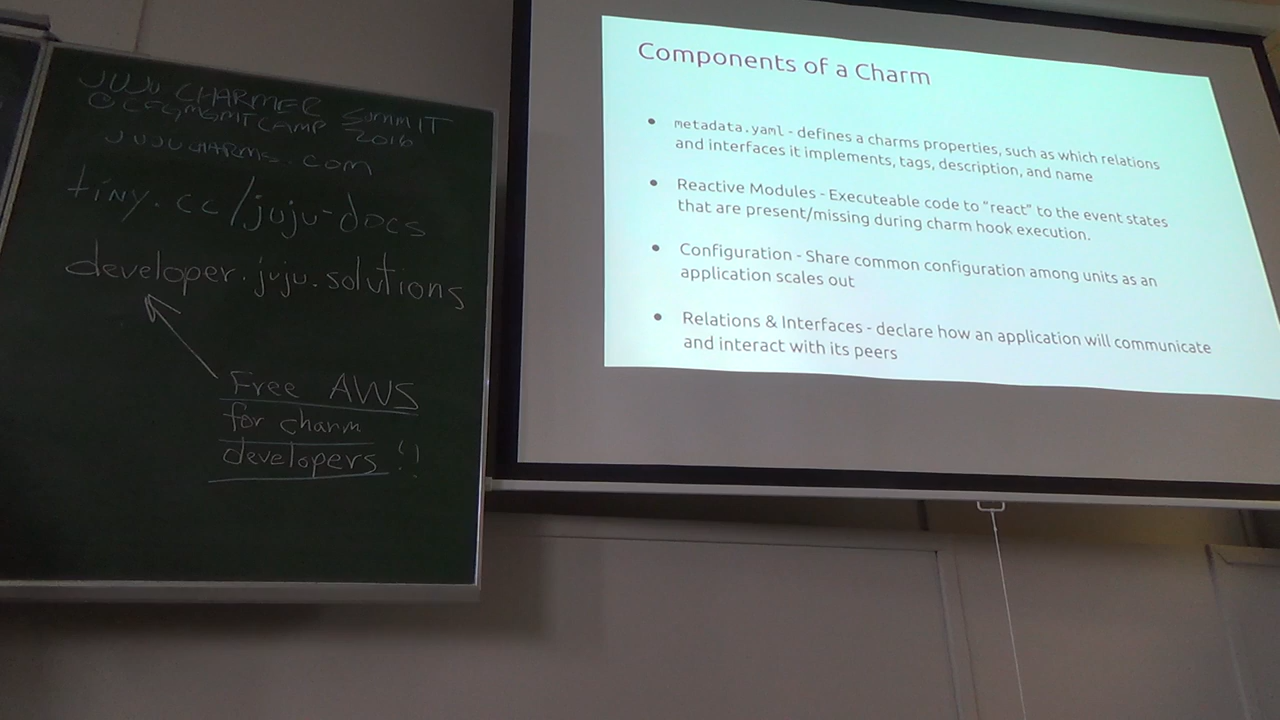 JUJU CHARMER SUMMIT
@CFGMGMTCAMP 2016
JUJUCHARMS.COM
tiny.cc/juju-docs
developer.juju.solutions
Free AWS
for charm
developers !!
Components of a Charm
• metadata.yaml - defines a charms properties, such as which relations
and interfaces it implements, tags, description, and name
• Reactive Modules - Executeable code to "react" to the event states
that are present/missing during charm hook execution.
• Configuration - Share common configuration among units as an
application scales out
• Relations & Interfaces - declare how an application will communicate
and interact with its peers